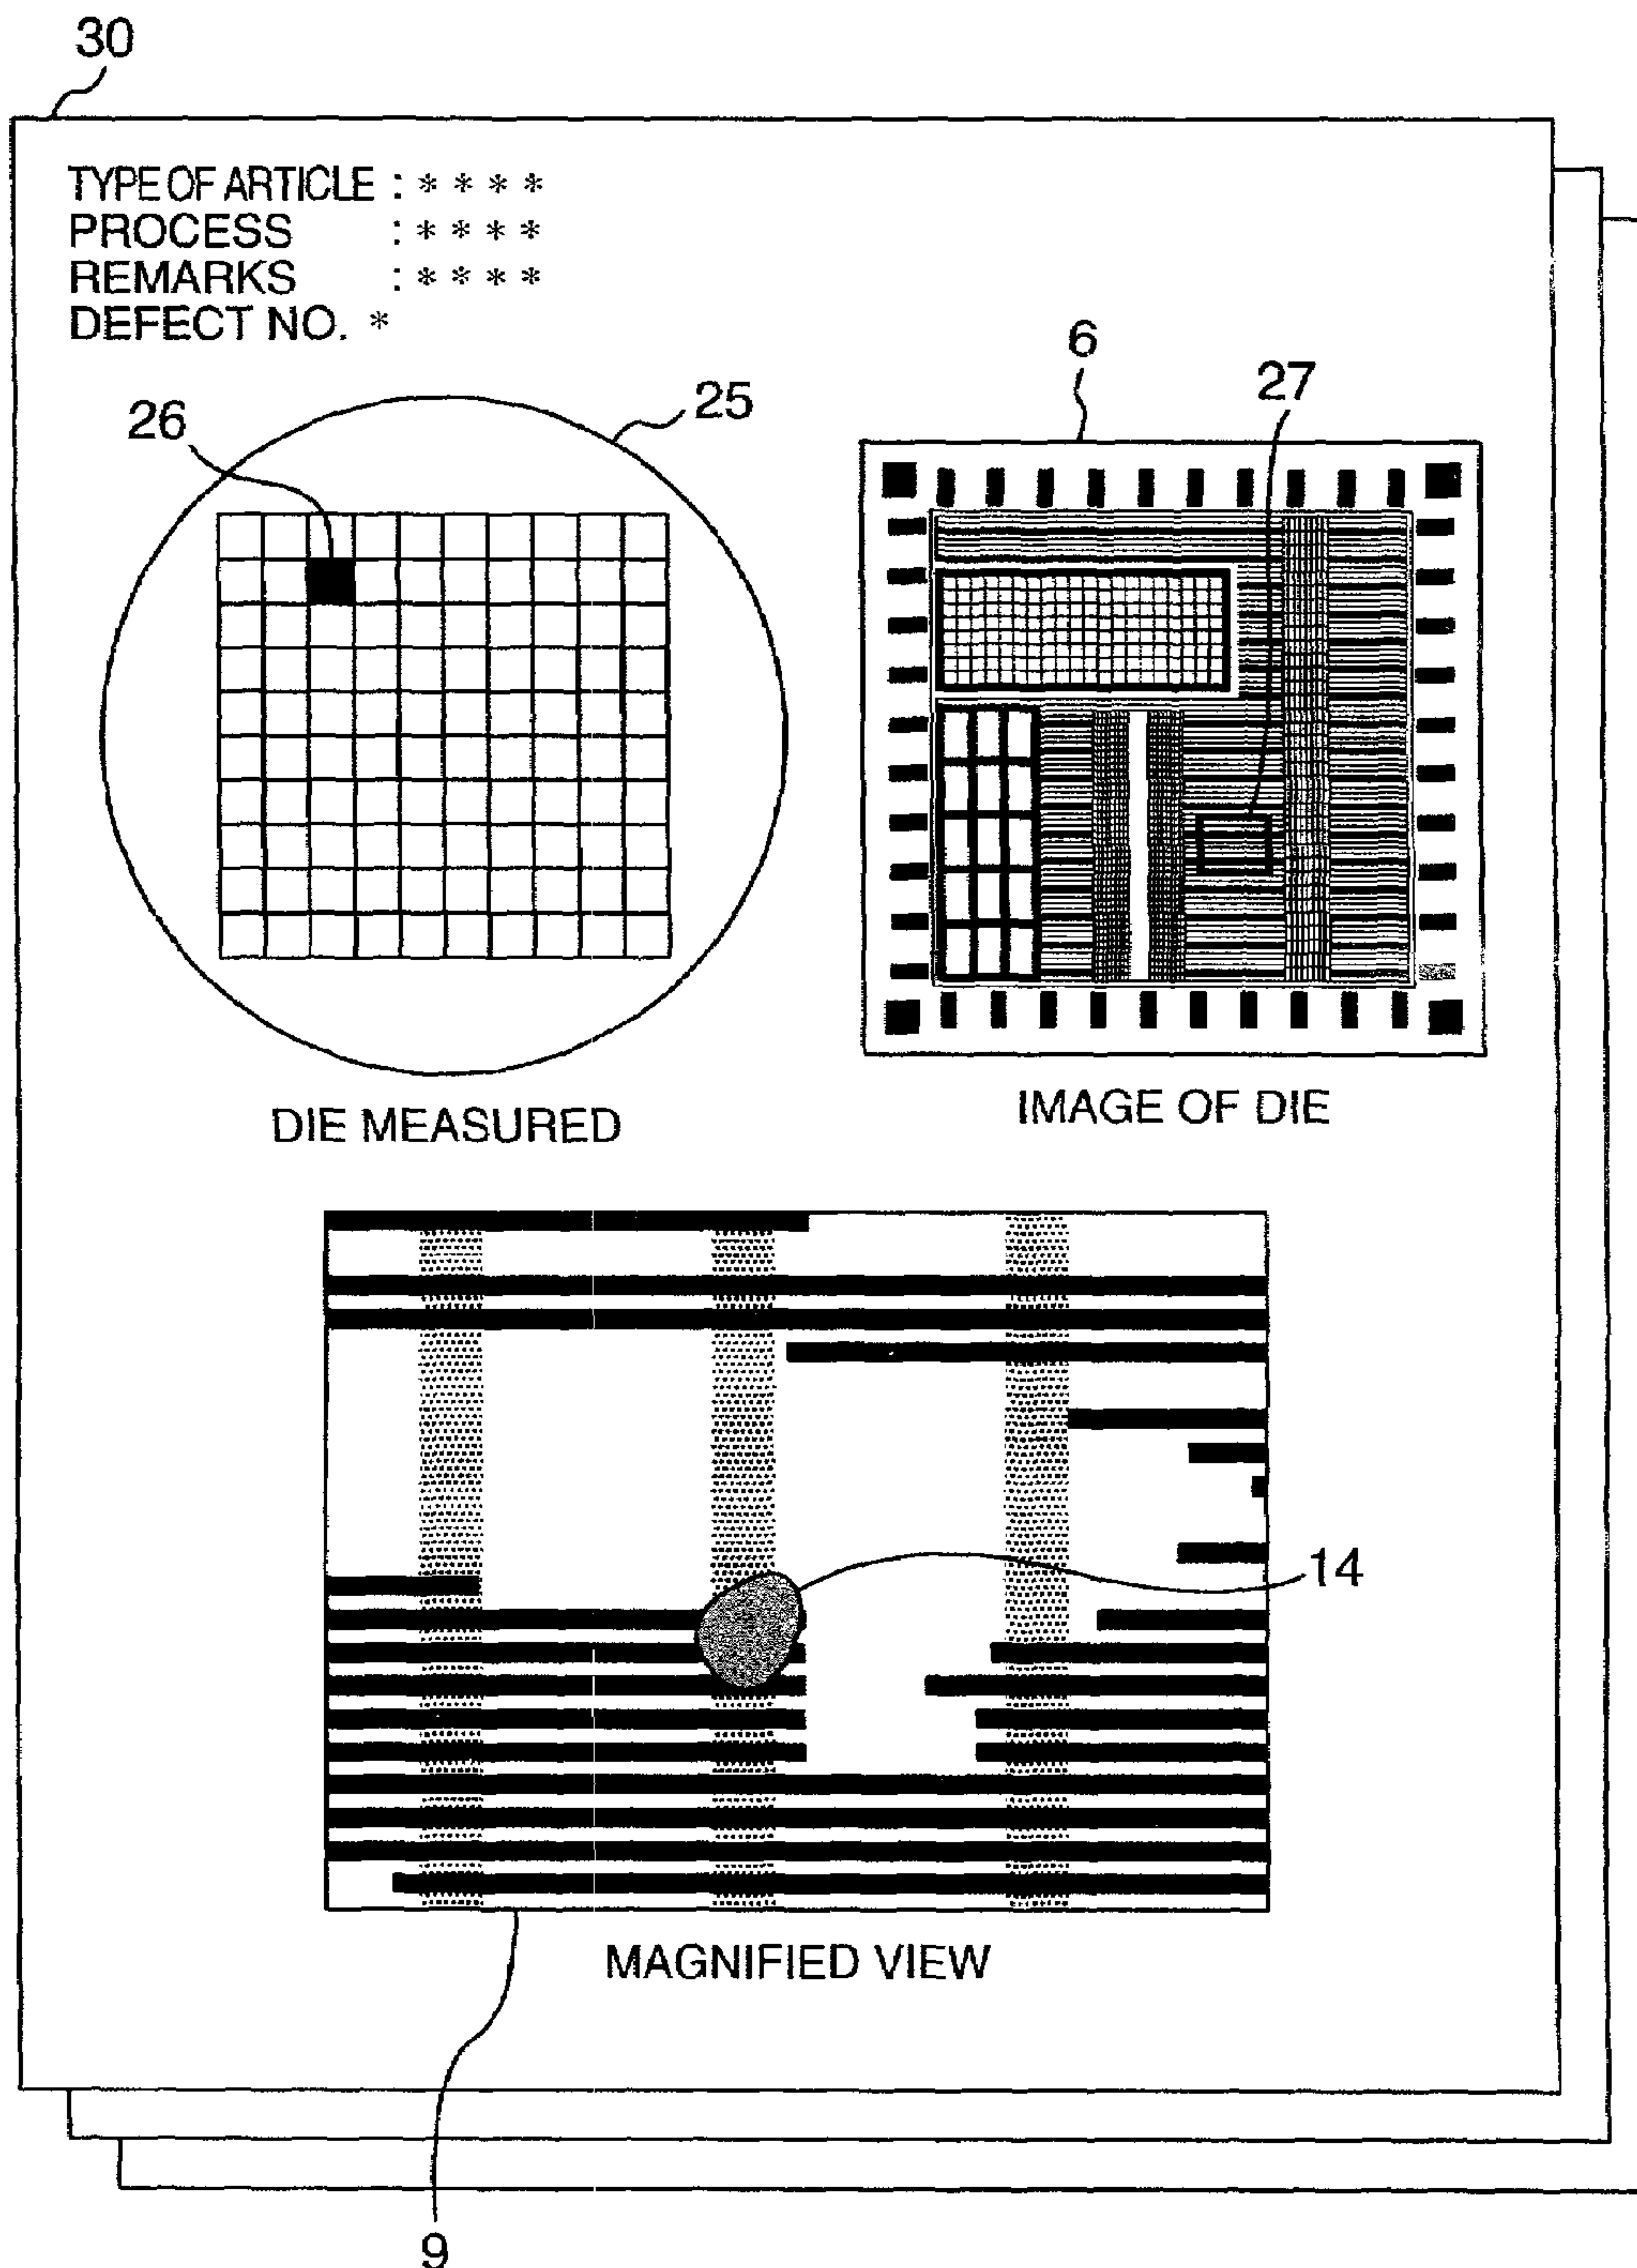 30
TYPE OF ARTICLE : * * * *
PROCESS : * * * *
REMARKS : * * * *
DEFECT NO. *
6
27
26
25
DIE MEASURED
IMAGE OF DIE
14
MAGNIFIED VIEW
9